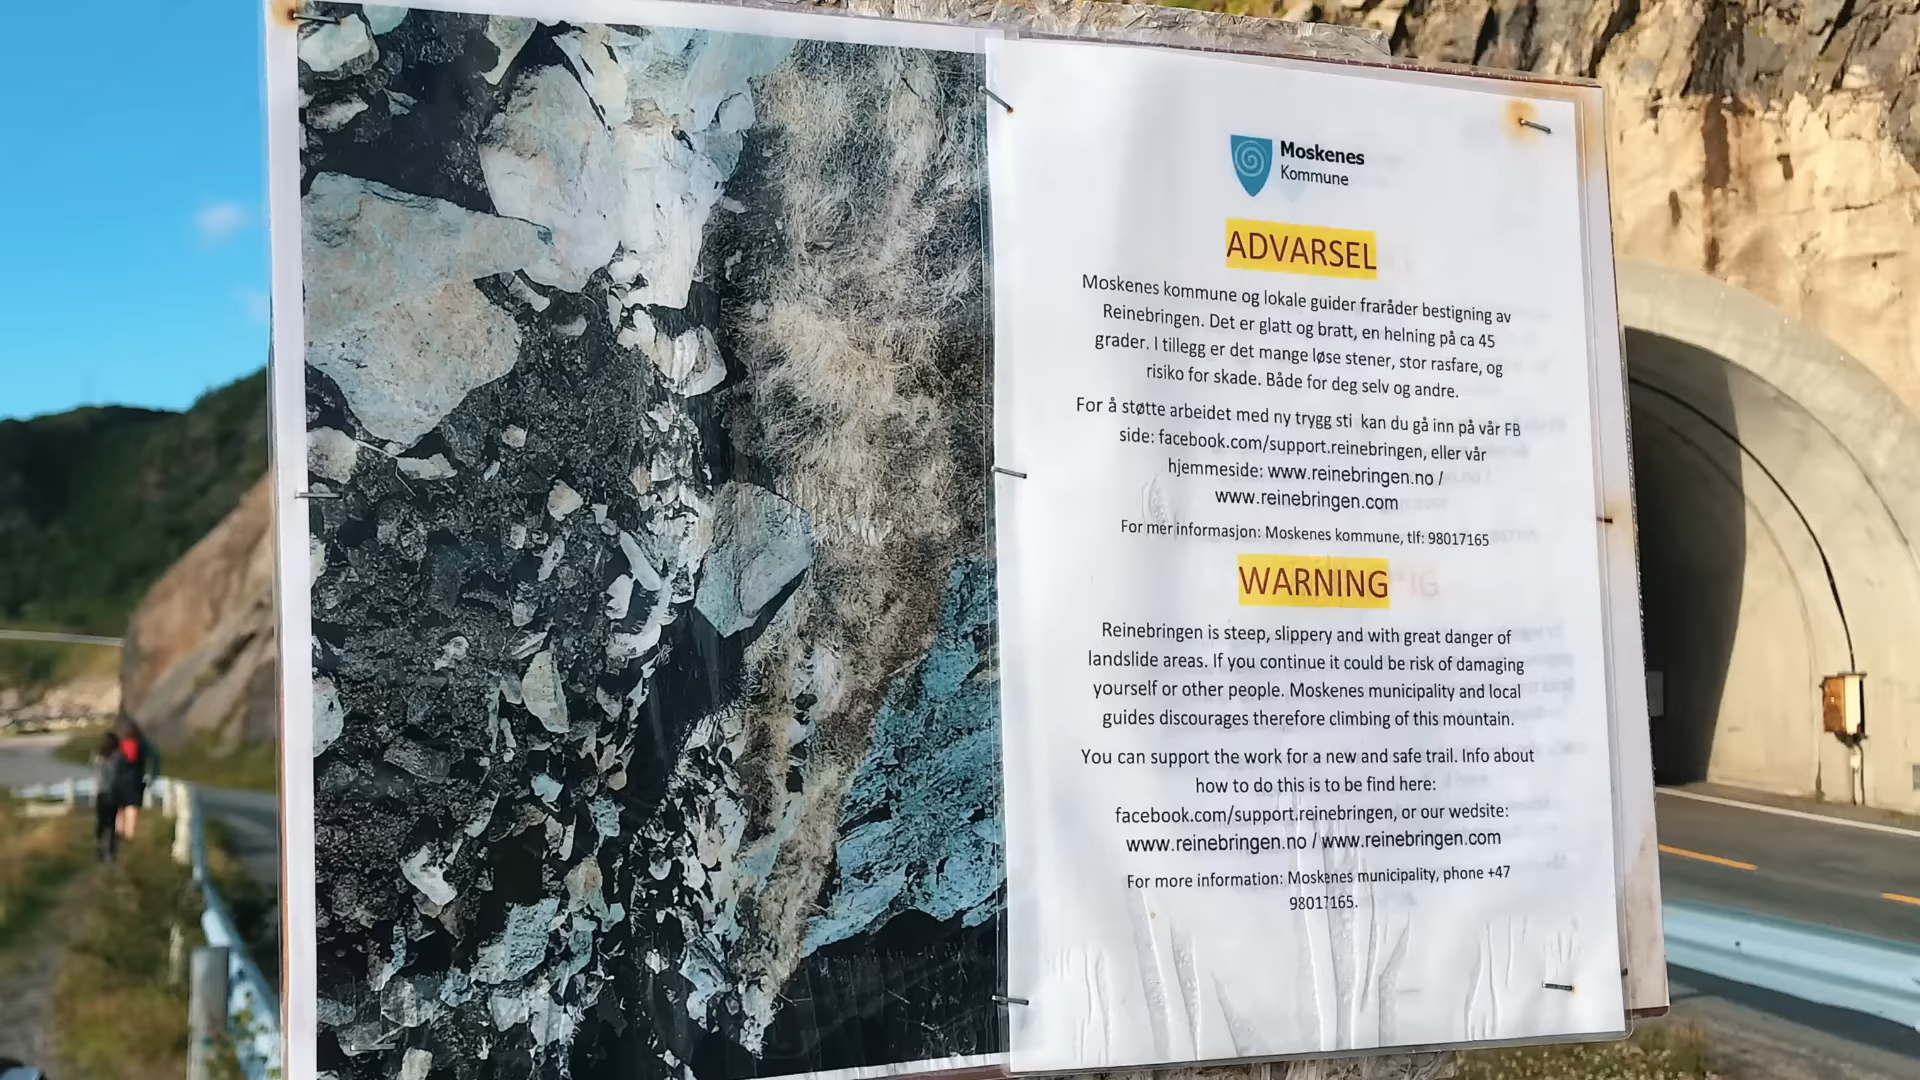 Moskenes
Kommune
ADVARSEL
Moskenes kommune og lokale guider fraråder bestigning av
Reinebringen. Det er glatt og bratt, en helning på ca 45
grader. I tillegg er det mange løse stener, stor rasfare, og
risiko for skade. Både for deg selv og andre.
For å støtte arbeidet med ny trygg sti kan du gå inn på vår FB
side: facebook.com/support.reinebringen, eller vår
hjemmeside: www.reinebringen.no /
www.reinebringen.com
For mer informasjon: Moskenes kommune, tlf: 98017165
WARNING
Reinebringen is steep, slippery and with great danger of
landslide areas. If you continue it could be risk of damaging
yourself or other people. Moskenes municipality and local
guides discourages therefore climbing of this mountain.
You can support the work for a new and safe trail. Info about
how to do this is to be find here:
facebook.com/support.reinebringen, or our wedsite:
www.reinebringen.no / www.reinebringen.com
For more information: Moskenes municipality, phone +47
98017165.